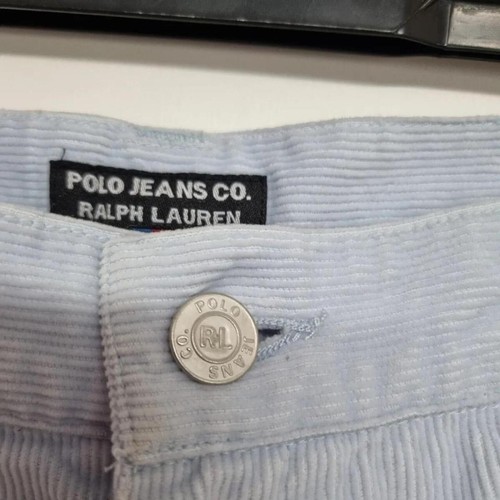 POLO JEANS CO.
RALPH LAUREN
POLO JEANS CO.
RL